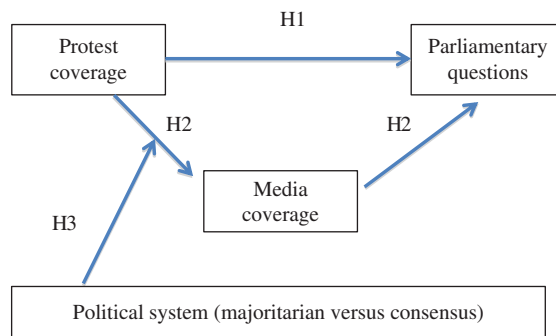 H1
Protest
coverage
Parliamentary
questions
H2
H2
Media
coverage
H3
Political system (majoritarian versus consensus)